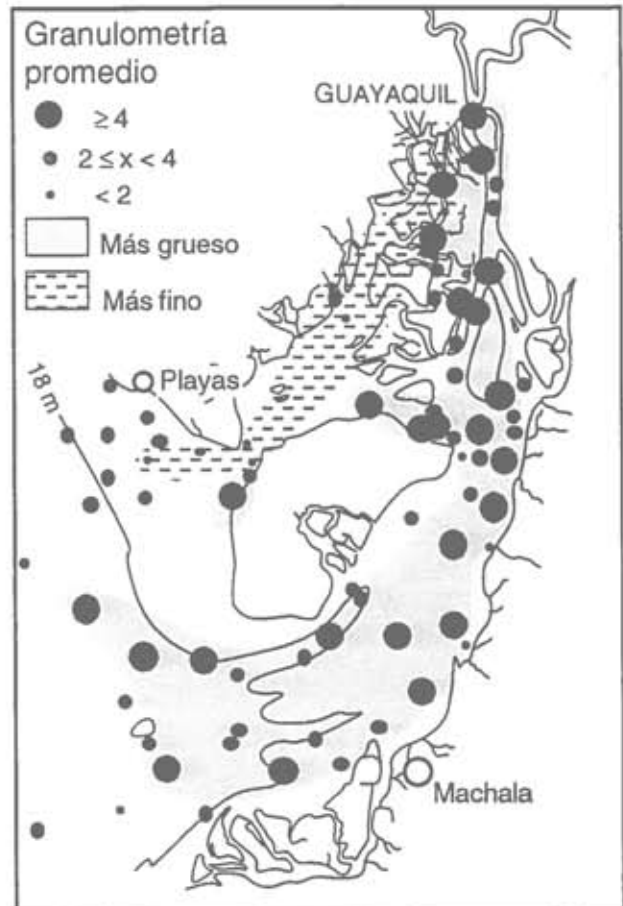 Granulometría
promedio
≥ 4
2 ≤ x < 4
< 2
Más grueso
Más fino
GUAYAQUIL
Playas
18 m
Machala